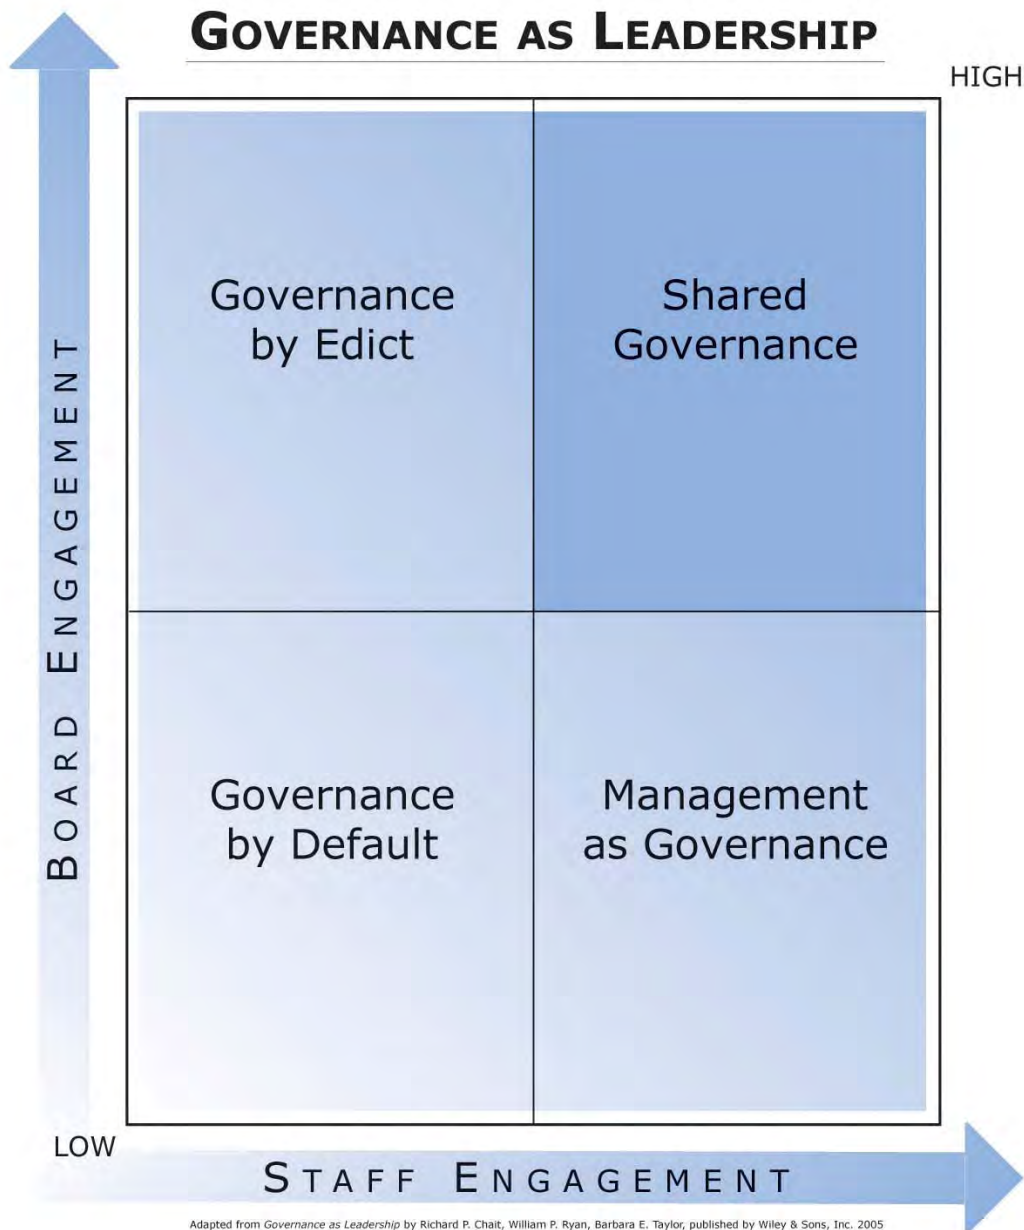 GOVERNANCE AS LEADERSHIP
HIGH
Governance
by Edict
Shared
Governance
BOARD ENGAGEMENT
Governance
by Default
Management
as Governance
LOW
STAFF ENGAGEMENT
Adapted from Governance as Leadership by Richard P. Chait, William P. Ryan, Barbara E. Taylor, published by Wiley & Sons, Inc. 2005